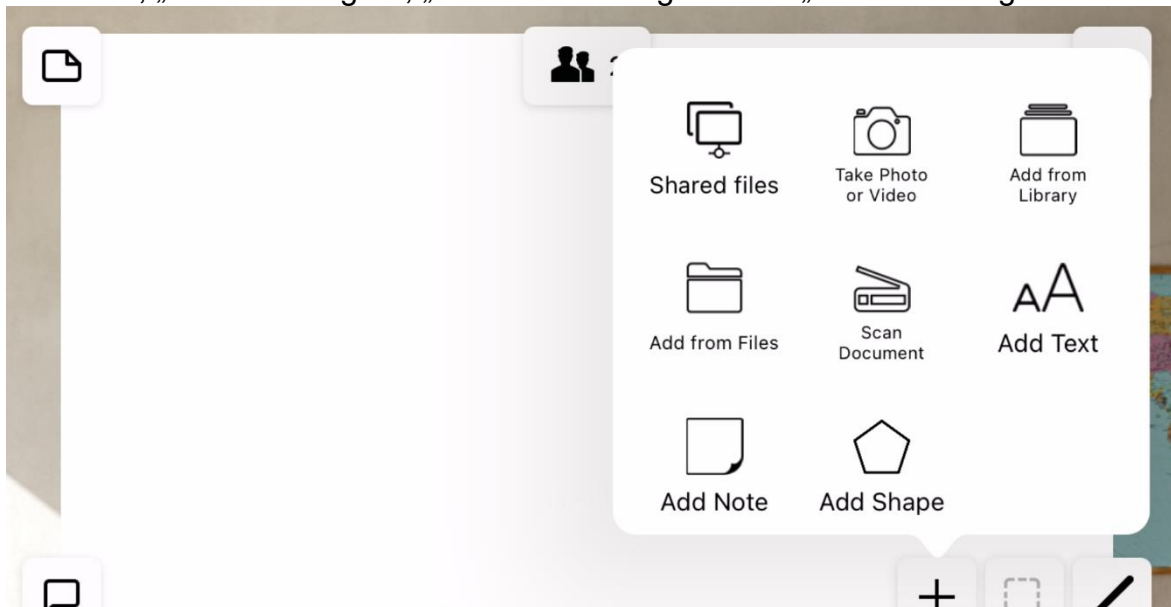 Shared files
Take Photo
or Video
Add from
Library
Add from Files
Scan
Document
Add Text
Add Note
Add Shape